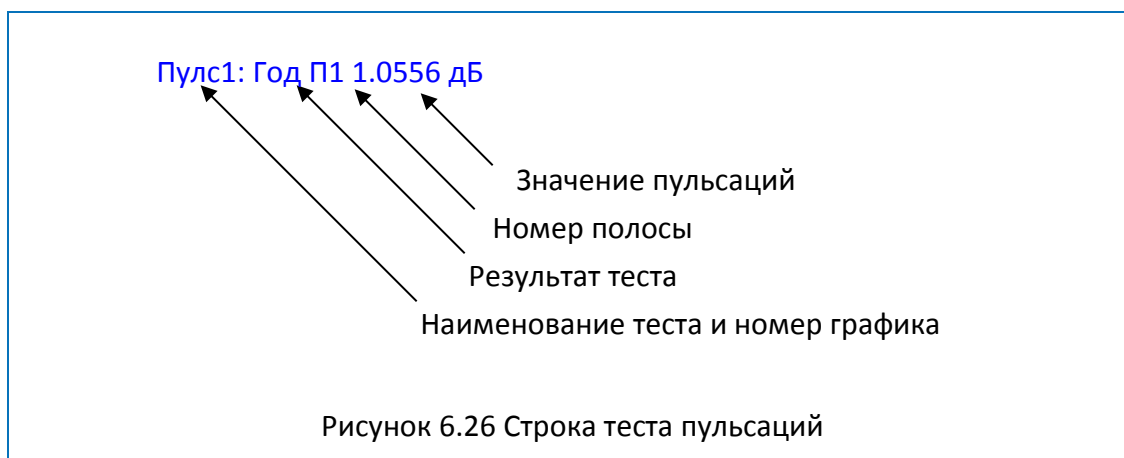 Пулс1: Год П1 1.0556 дБ
Значение пульсаций
Номер полосы
Результат теста
Наименование теста и номер графика
Рисунок 6.26 Строка теста пульсаций